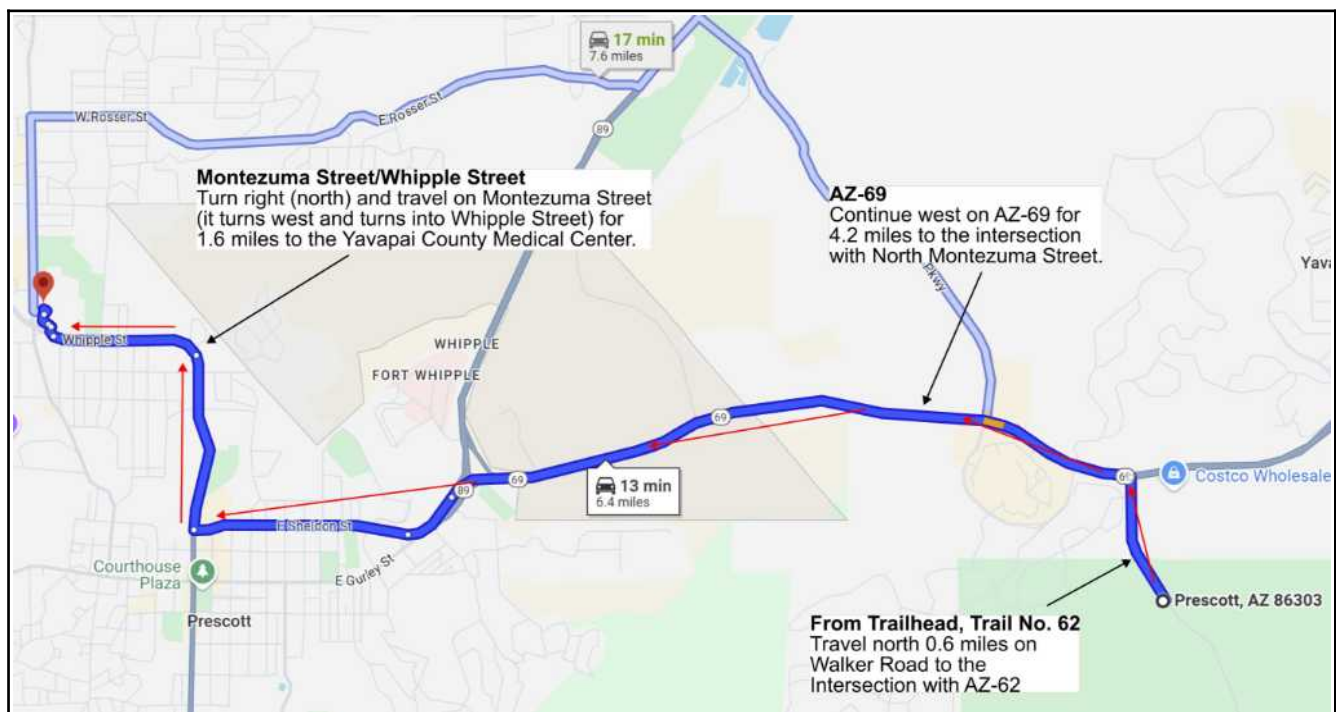 17 min
7.6 miles
W. Rosser St
E Rosser St
89
Montezuma Street/Whipple Street
Turn right (north) and travel on Montezuma Street
(it turns west and turns into Whipple Street) for
1.6 miles to the Yavapai County Medical Center.
AZ-69
Continue west on AZ-69 for
4.2 miles to the intersection
with North Montezuma Street.
Pkwy
Yava
Whipple St
WHIPPLE
FORT WHIPPLE
69
69
89
69
Costco Wholesale
13 min
6.4 miles
E Sheldon St
E Gurley St
Courthouse
Plaza
Prescott
Prescott, AZ 86303
From Trailhead, Trail No. 62
Travel north 0.6 miles on
Walker Road to the
Intersection with AZ-62